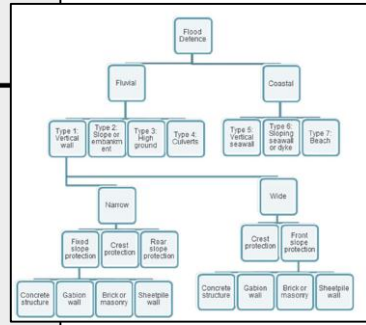 Flood
Defence
Fluvial
Coastal
Type 1:
Vertical
wall
Type 2:
Slope or
embankm
ent
Type 3:
High
ground
Type 4:
Culverts
Type 5:
Vertical
seawall
Type 6:
Sloping
seawall
or dyke
Type 7:
Beach
Narrow
Wide
Fixed
slope
protection
Crest
protection
Rear
slope
protection
Crest
protection
Front
slope
protection
Concrete
structure
Gabion
wall
Brick or
masonry
Sheetpile
wall
Concrete
structure
Gabion
wall
Brick or
masonry
Sheetpile
wall